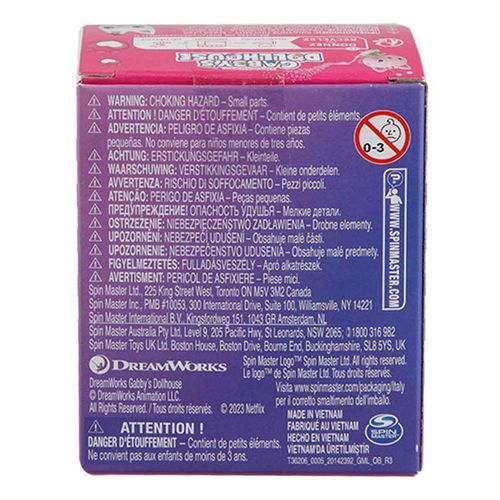 DONNEZ
RECYCLEZ
GABBY'S
DOLLHOUSE
WARNING: CHOKING HAZARD – Small parts.
ATTENTION ! DANGER D'ÉTOUFFEMENT – Contient de petits éléments.
ADVERTENCIA: PELIGRO DE ASFIXIA – Contiene piezas
pequeñas. No conviene para niños menores de tres años.
ACHTUNG: ERSTICKUNGSGEFAHR – Kleinteile.
WAARSCHUWING: VERSTIKKINGSGEVAAR – Kleine onderdelen.
AVVERTENZA: RISCHIO DI SOFFOCAMENTO – Pezzi piccoli.
ATENÇÃO: PERIGO DE ASFIXIA – Peças pequenas.
ПРЕДУПРЕЖДЕНИЕ! ОПАСНОСТЬ УДУШЬЯ – Мелкие детали.
OSTRZEŻENIE: NIEBEZPIECZEŃSTWO ZADŁAWIENIA – Drobne elementy.
UPOZORNĚNÍ: NEBEZPEČÍ UDUŠENÍ – Obsahuje malé části.
UPOZORNENIE: NEBEZPEČENSTVO UDUSENIA – Obsahuje malé predmety.
FIGYELMEZTETÉS: FULLADÁSVESZÉLY – Apró alkatrészek.
AVERTISMENT: PERICOL DE ASFIXIERE – Piese mici.
0-3
WWW.SPINMASTER.COM
Spin Master Ltd., 225 King Street West, Toronto ON M5V 3M2 Canada
Spin Master Inc., PMB #10053, 300 International Drive, Suite 100, Williamsville, NY 14221
Spin Master International B.V., Kingsfordweg 151, 1043 GR Amsterdam, NL
Spin Master Australia Pty Ltd, Level 9, 205 Pacific Hwy, St Leonards, NSW 2065; 1800 316 982
Spin Master Toys UK Ltd, Boston House, Boston Drive, Bourne End, Buckinghamshire, SL8 5YS, UK
DREAMWORKS
DreamWorks Gabby's Dollhouse
© DreamWorks Animation LLC.
All Rights Reserved. / Tous droits réservés. © 2023 Netflix
Spin Master Logo™ Spin Master Ltd. All rights reserved.
Le logo™ de Spin Master Ltd. Tous droits réservés.
Visita www.spinmaster.com/packaging/Italy
per il corretto smaltimento dell'imballo.
ATTENTION !
DANGER D'ÉTOUFFEMENT – Contient de petits éléments.
Ne convient pas aux enfants de moins de 3 ans.
MADE IN VIETNAM
FABRIQUÉ AU VIETNAM
HECHO EN VIETNAM
VIETNAM'DA ÜRETİLMİŞTİR
T36206_0005_20142392_GML_OB_R3
SPIN
MASTER